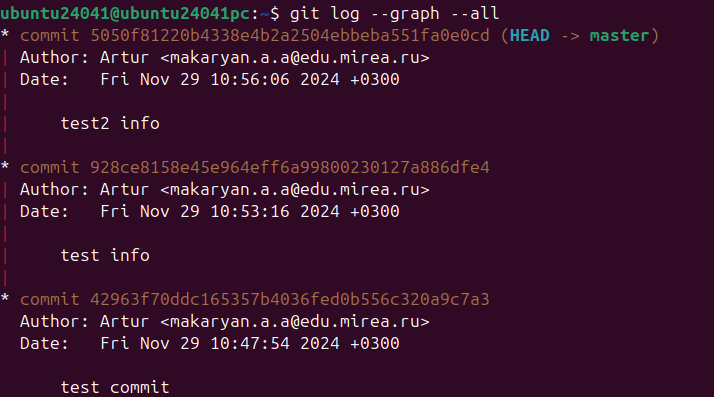 ubuntu24041@ubuntu24041pc:~$ git log --graph --all
* commit 5050f81220b4338e4b2a2504ebbeba551fa0e0cd (HEAD -> master)
| Author: Artur <makaryan.a.a@edu.mirea.ru>
| Date:   Fri Nov 29 10:56:06 2024 +0300
|
|     test2 info
|
* commit 928ce8158e45e964eff6a99800230127a886dfe4
| Author: Artur <makaryan.a.a@edu.mirea.ru>
| Date:   Fri Nov 29 10:53:16 2024 +0300
|
|     test info
|
* commit 42963f70ddc165357b4036fed0b556c320a9c7a3
  Author: Artur <makaryan.a.a@edu.mirea.ru>
  Date:   Fri Nov 29 10:47:54 2024 +0300

      test commit